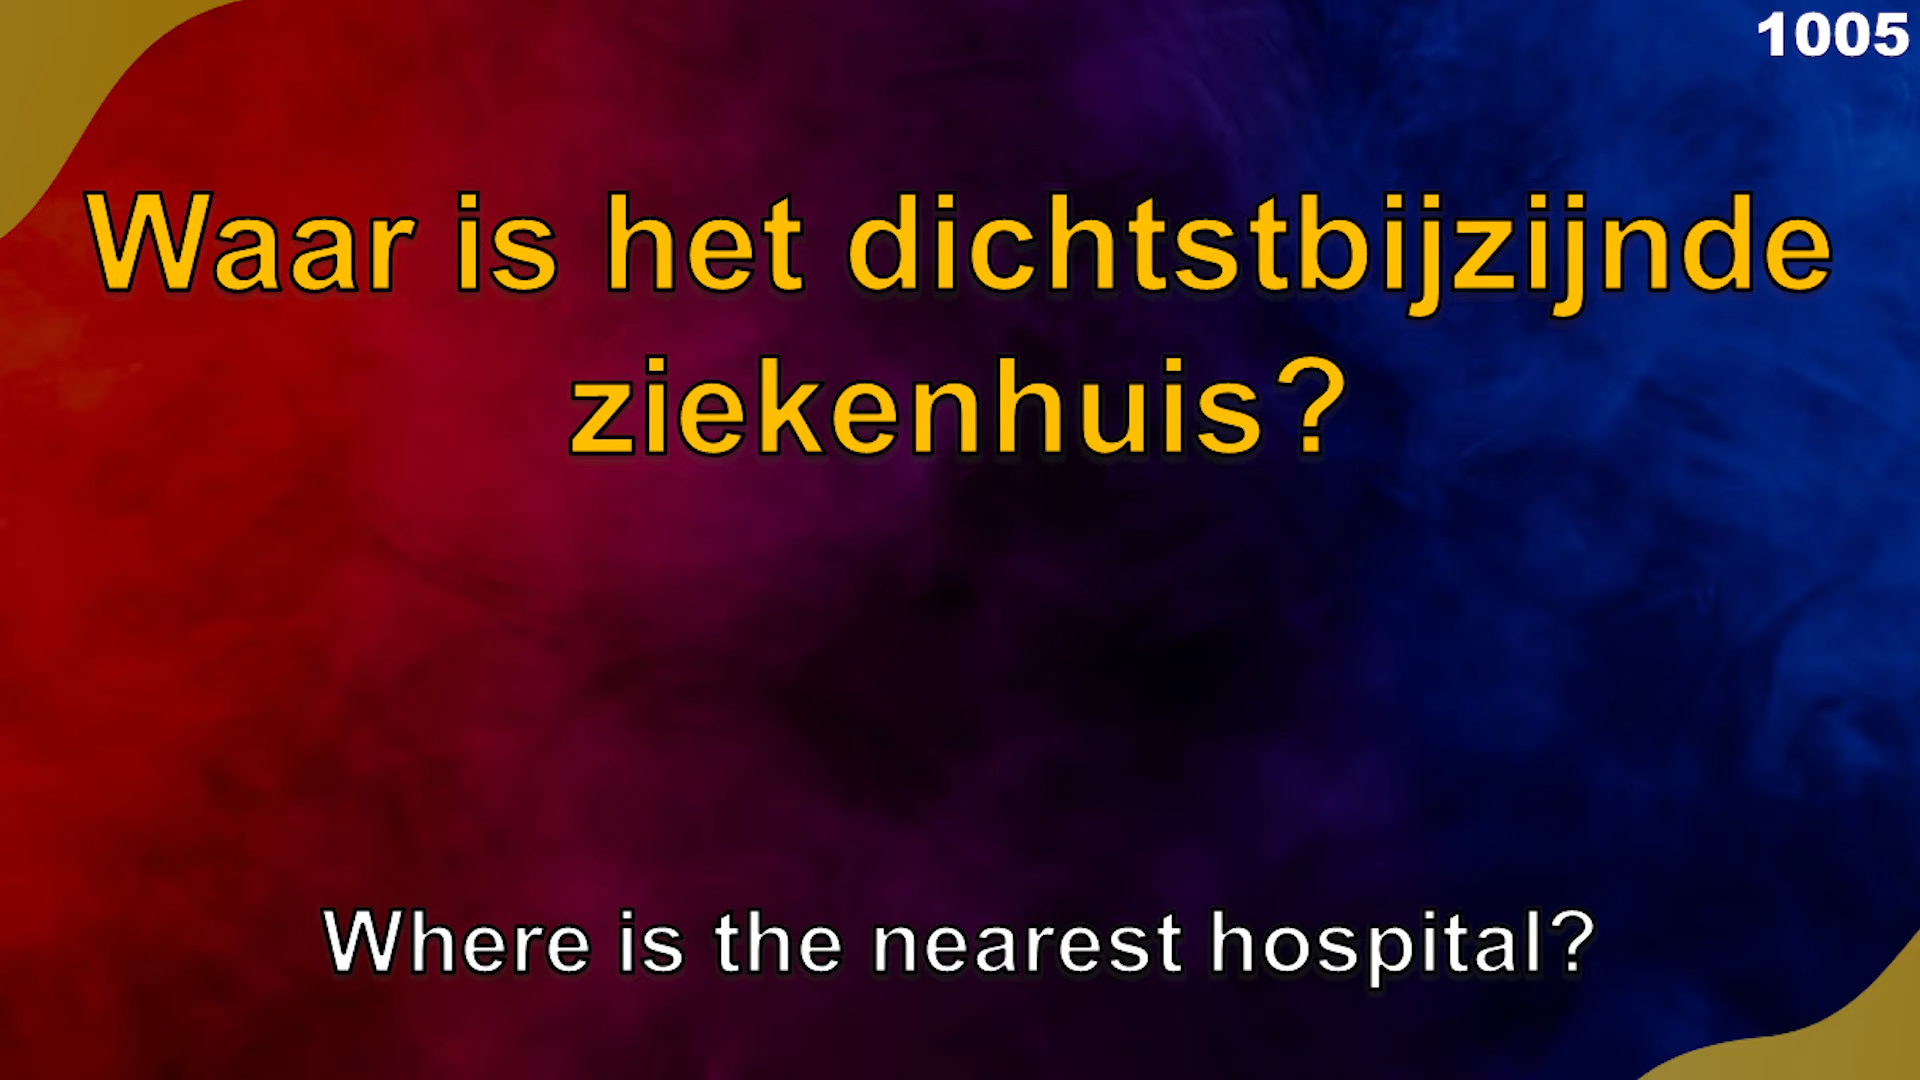 1005
Waar is het dichtstbijzijnde
ziekenhuis?
Where is the nearest hospital?